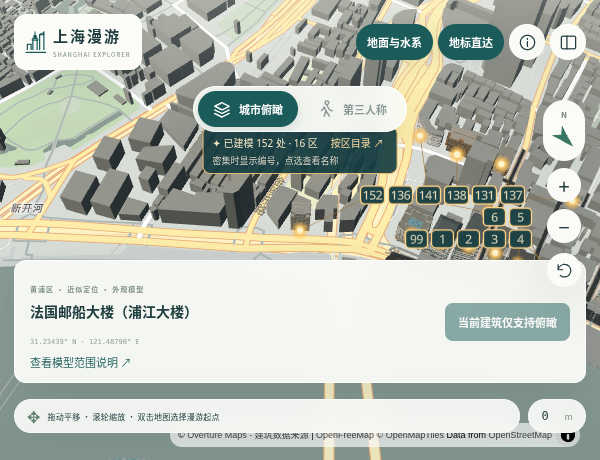 上海漫游
SHANGHAI EXPLORER
地面与水系
地标直达
N
城市俯瞰
第三人称
✦ 已建模 152 处 · 16 区 按区目录 ↗
密集时显示编号，点选查看名称
152 136 141 138 131 137
6 5
99 1 2 3 4
新开河
+
−
黄浦区 · 近似定位 · 外观模型
法国邮船大楼（浦江大楼）
31.23439° N · 121.48790° E
查看模型范围说明 ↗
当前建筑仅支持俯瞰
拖动平移 · 滚轮缩放 · 双击地图选择漫游起点
0 m
© Overture Maps · 建筑数据来源 | OpenFreeMap © OpenMapTiles Data from OpenStreetMap